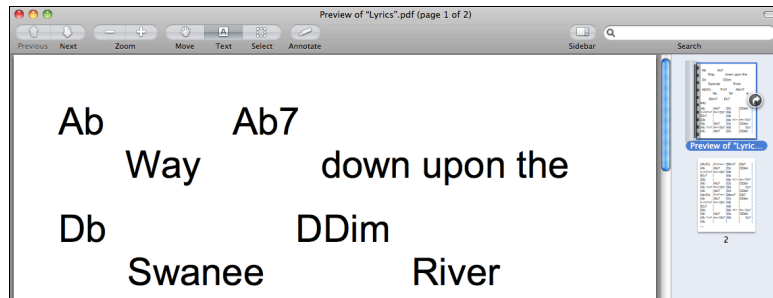 Preview of "Lyrics".pdf (page 1 of 2)
Previous Next Zoom Move Text Select Annotate Sidebar Search
Ab Ab7
Way down upon the
Db DDim
Swanee River
Preview of "Lyric...
2